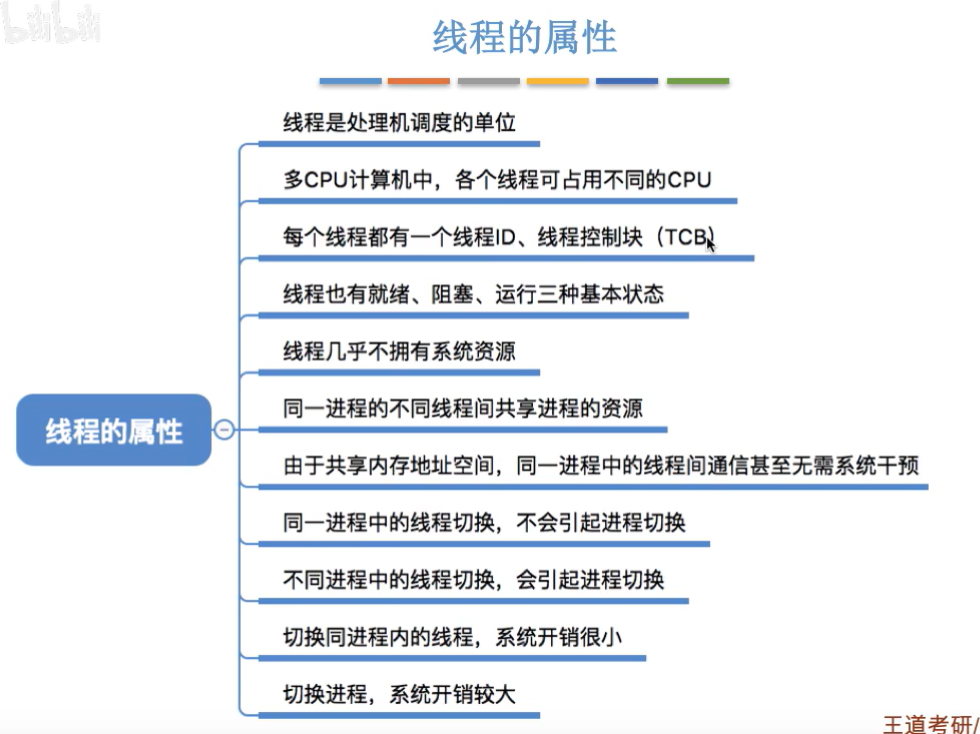 bilibili
线程的属性
线程是处理机调度的单位
多CPU计算机中，各个线程可占用不同的CPU
每个线程都有一个线程ID、线程控制块（TCB）
线程也有就绪、阻塞、运行三种基本状态
线程几乎不拥有系统资源
同一进程的不同线程间共享进程的资源
线程的属性
由于共享内存地址空间，同一进程中的线程间通信甚至无需系统干预
同一进程中的线程切换，不会引起进程切换
不同进程中的线程切换，会引起进程切换
切换同进程内的线程，系统开销很小
切换进程，系统开销较大
王道考研/